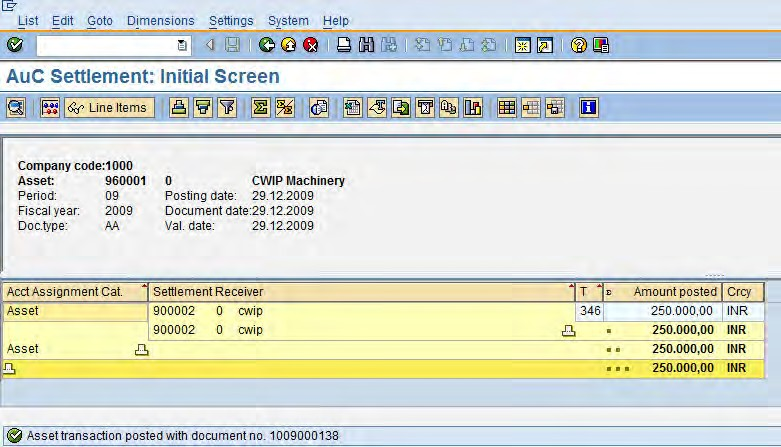 List Edit Goto Dimensions Settings System Help
AuC Settlement: Initial Screen
Line Items
Company code:1000
Asset: 960001 0 CWIP Machinery
Period: 09 Posting date: 29.12.2009
Fiscal year: 2009 Document date:29.12.2009
Doc.type: AA Val. date: 29.12.2009
Acct Assignment Cat. Settlement Receiver T Σ Amount posted Crcy
Asset 900002 0 cwip 346 250.000,00 INR
900002 0 cwip 250.000,00 INR
Asset 250.000,00 INR
250.000,00 INR
Asset transaction posted with document no. 1009000138